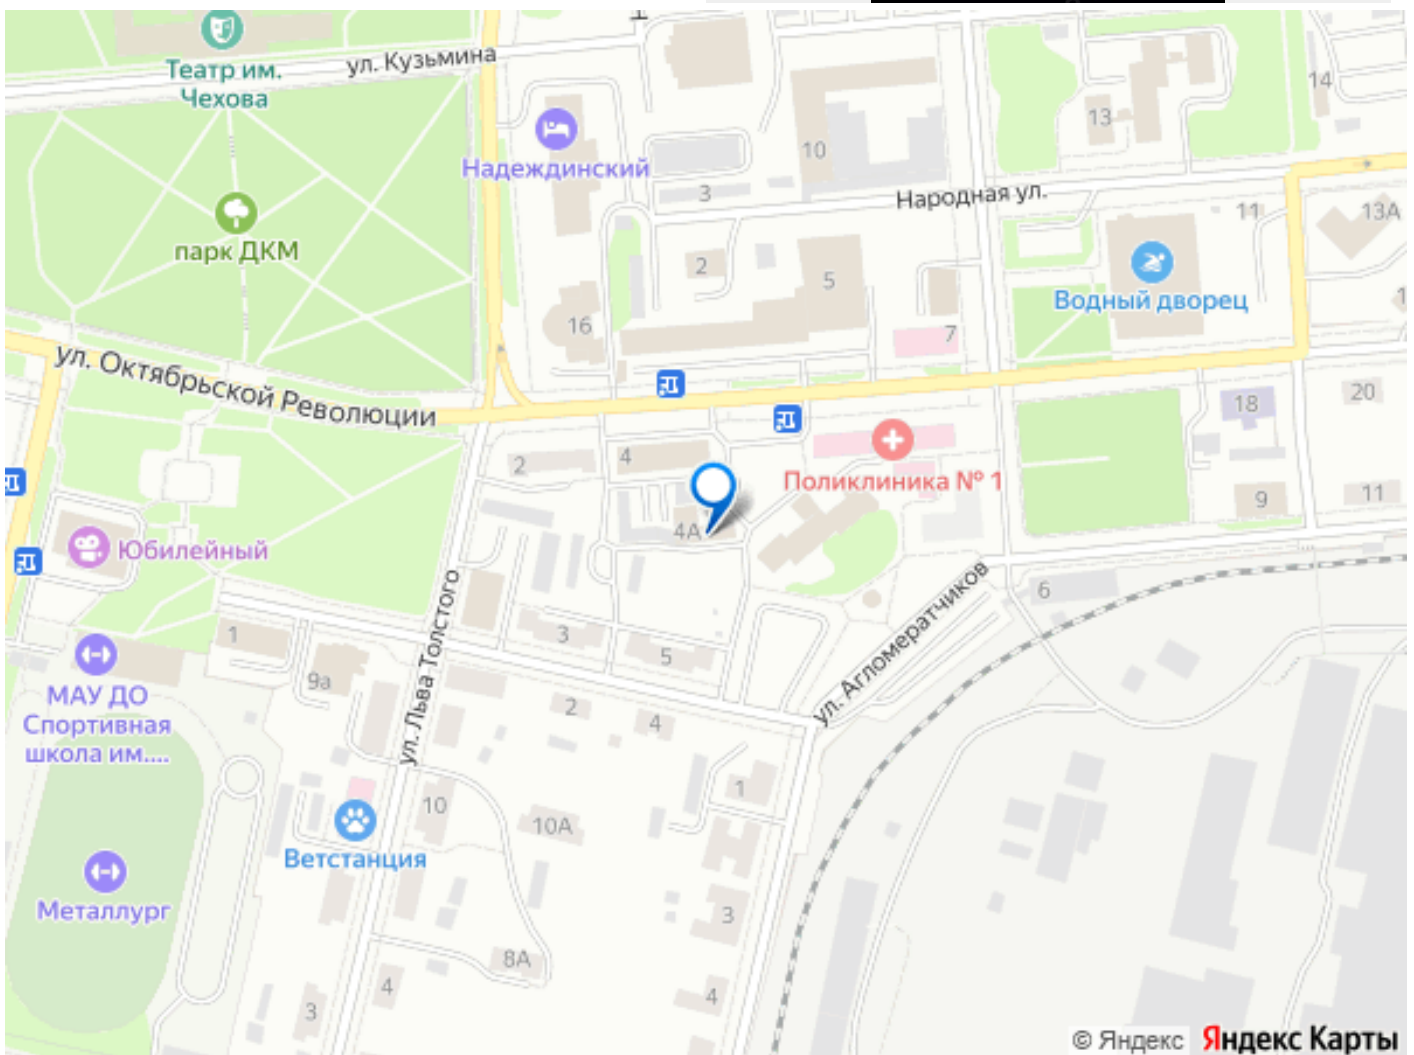 Театр им.
Чехова
ул. Кузьмина
14
13
Надеждинский
10
3
Народная ул.
11
13А
парк ДКМ
2
5
Водный дворец
1
16
7
ул. Октябрьской Революции
18
20
2
4
Поликлиника № 1
9
11
4А
Юбилейный
6
1
3
5
ул. Агломератчиков
ул. Льва Толстого
9а
МАУ ДО
Спортивная
школа им....
2
4
1
10
10А
Ветстанция
Металлург
3
8А
4
4
3
© Яндекс Яндекс Карты